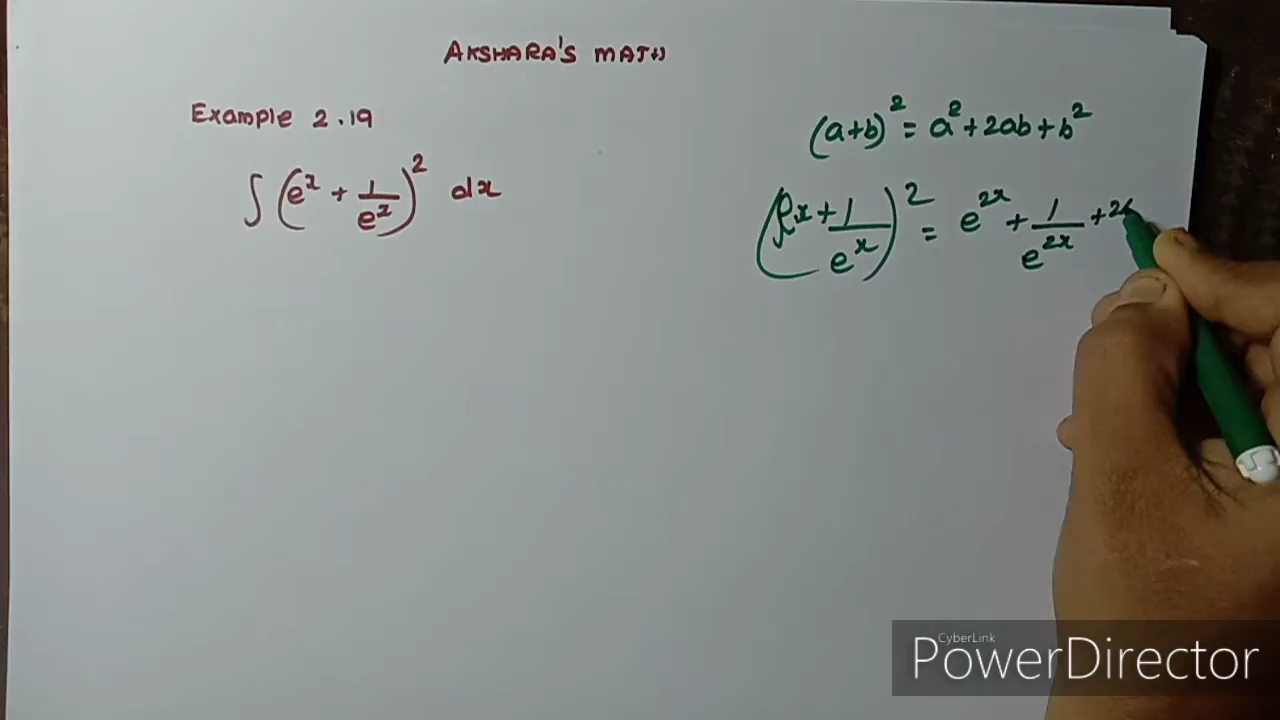 AKSHARA'S MATH
Example 2.19
∫ (e^x + 1/e^x)^2 dx
(a+b)^2 = a^2 + 2ab + b^2
(e^x + 1/e^x)^2 = e^2x + 1/e^2x + 2
CyberLink
PowerDirector